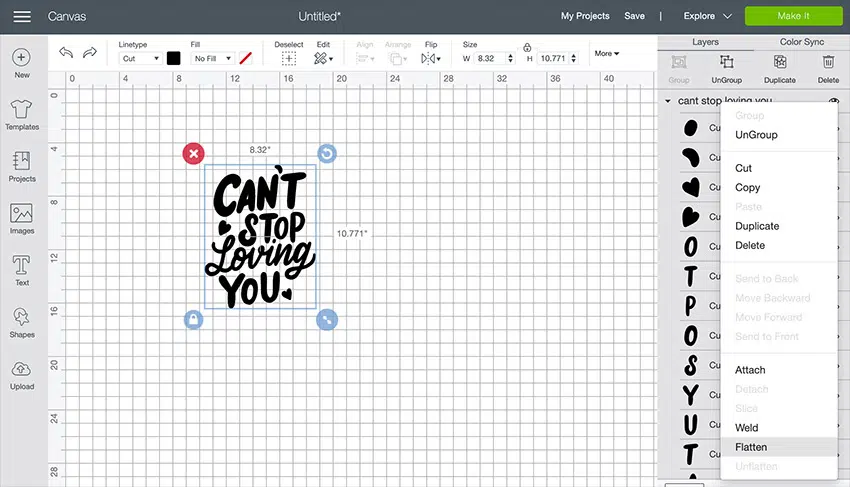 Canvas
Untitled*
My Projects
Save
|
Explore
Make It
Linetype
Cut
Fill
No Fill
Deselect
Edit
Align
Arrange
Flip
Size
W 8.32
H 10.771
More
Layers
Color Sync
Group
UnGroup
Duplicate
Delete
New
Templates
Projects
Images
Text
Shapes
Upload
0 4 8 12 16 20 24 28 32 36 40
0
4
8
12
16
20
24
28
8.32"
10.771"
CAN'T
STOP
Loving
YOU
cant stop loving you
Cu
Cu
Cu
Cu
O Cu
T Cu
P Cu
O Cu
S Cu
Y Cu
U Cu
T Cu
Group
UnGroup
Cut
Copy
Paste
Duplicate
Delete
Send to Back
Move Backward
Move Forward
Send to Front
Attach
Detach
Slice
Weld
Flatten
Unflatten